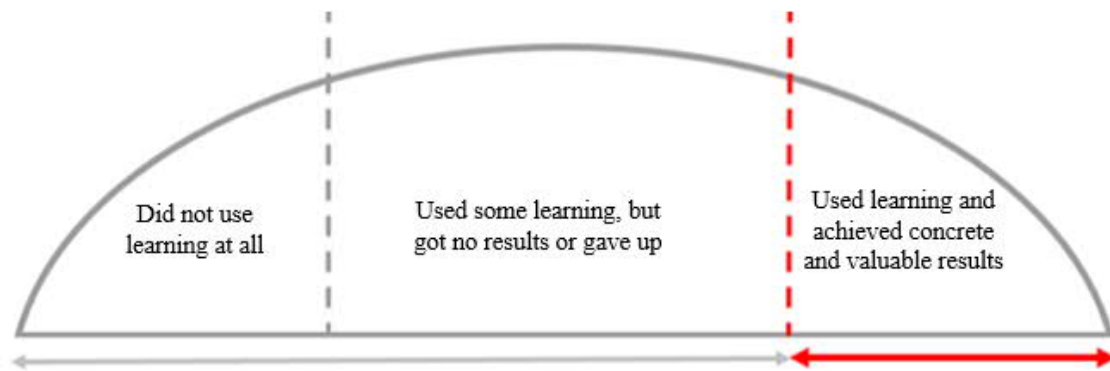 Did not use
learning at all
Used some learning, but
got no results or gave up
Used learning and
achieved concrete
and valuable results